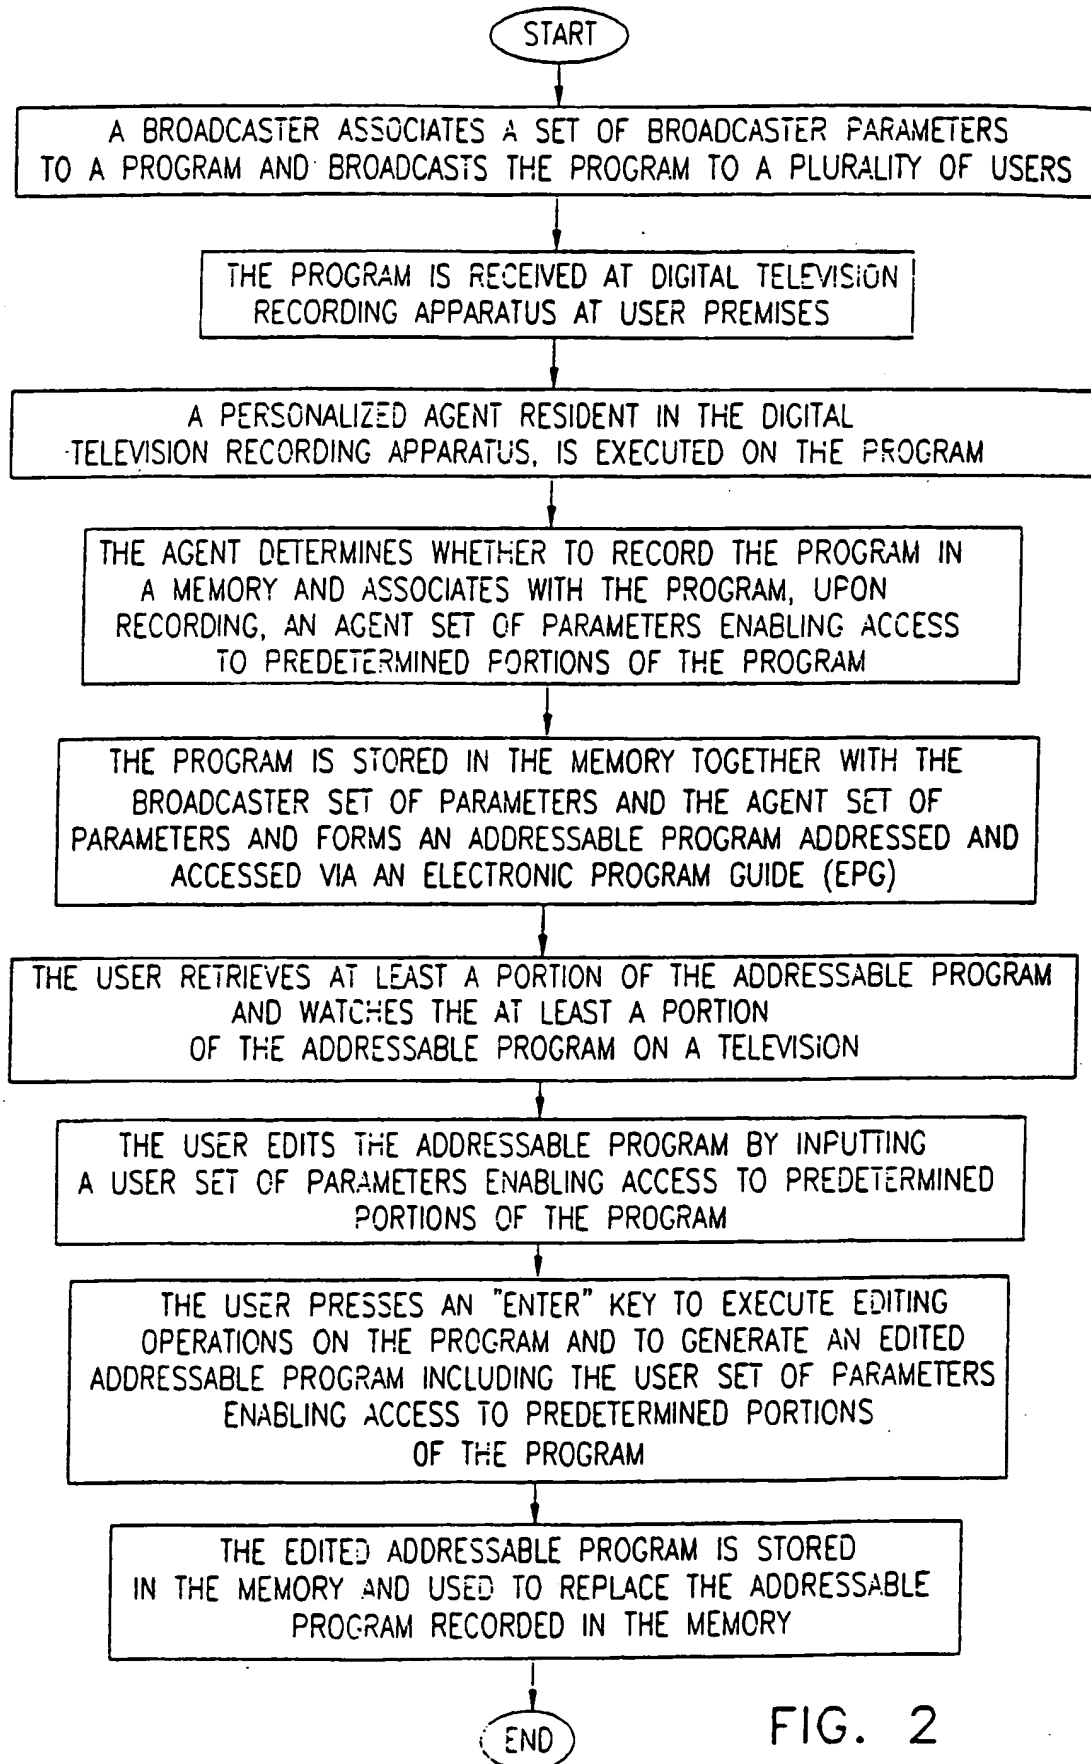 START
A BROADCASTER ASSOCIATES A SET OF BROADCASTER PARAMETERS
TO A PROGRAM AND BROADCASTS THE PROGRAM TO A PLURALITY OF USERS
THE PROGRAM IS RECEIVED AT DIGITAL TELEVISION
RECORDING APPARATUS AT USER PREMISES
A PERSONALIZED AGENT RESIDENT IN THE DIGITAL
TELEVISION RECORDING APPARATUS, IS EXECUTED ON THE PROGRAM
THE AGENT DETERMINES WHETHER TO RECORD THE PROGRAM IN
A MEMORY AND ASSOCIATES WITH THE PROGRAM, UPON
RECORDING, AN AGENT SET OF PARAMETERS ENABLING ACCESS
TO PREDETERMINED PORTIONS OF THE PROGRAM
THE PROGRAM IS STORED IN THE MEMORY TOGETHER WITH THE
BROADCASTER SET OF PARAMETERS AND THE AGENT SET OF
PARAMETERS AND FORMS AN ADDRESSABLE PROGRAM ADDRESSED AND
ACCESSED VIA AN ELECTRONIC PROGRAM GUIDE (EPG)
THE USER RETRIEVES AT LEAST A PORTION OF THE ADDRESSABLE PROGRAM
AND WATCHES THE AT LEAST A PORTION
OF THE ADDRESSABLE PROGRAM ON A TELEVISION
THE USER EDITS THE ADDRESSABLE PROGRAM BY INPUTTING
A USER SET OF PARAMETERS ENABLING ACCESS TO PREDETERMINED
PORTIONS OF THE PROGRAM
THE USER PRESSES AN "ENTER" KEY TO EXECUTE EDITING
OPERATIONS ON THE PROGRAM AND TO GENERATE AN EDITED
ADDRESSABLE PROGRAM INCLUDING THE USER SET OF PARAMETERS
ENABLING ACCESS TO PREDETERMINED PORTIONS
OF THE PROGRAM
THE EDITED ADDRESSABLE PROGRAM IS STORED
IN THE MEMORY AND USED TO REPLACE THE ADDRESSABLE
PROGRAM RECORDED IN THE MEMORY
END
FIG. 2